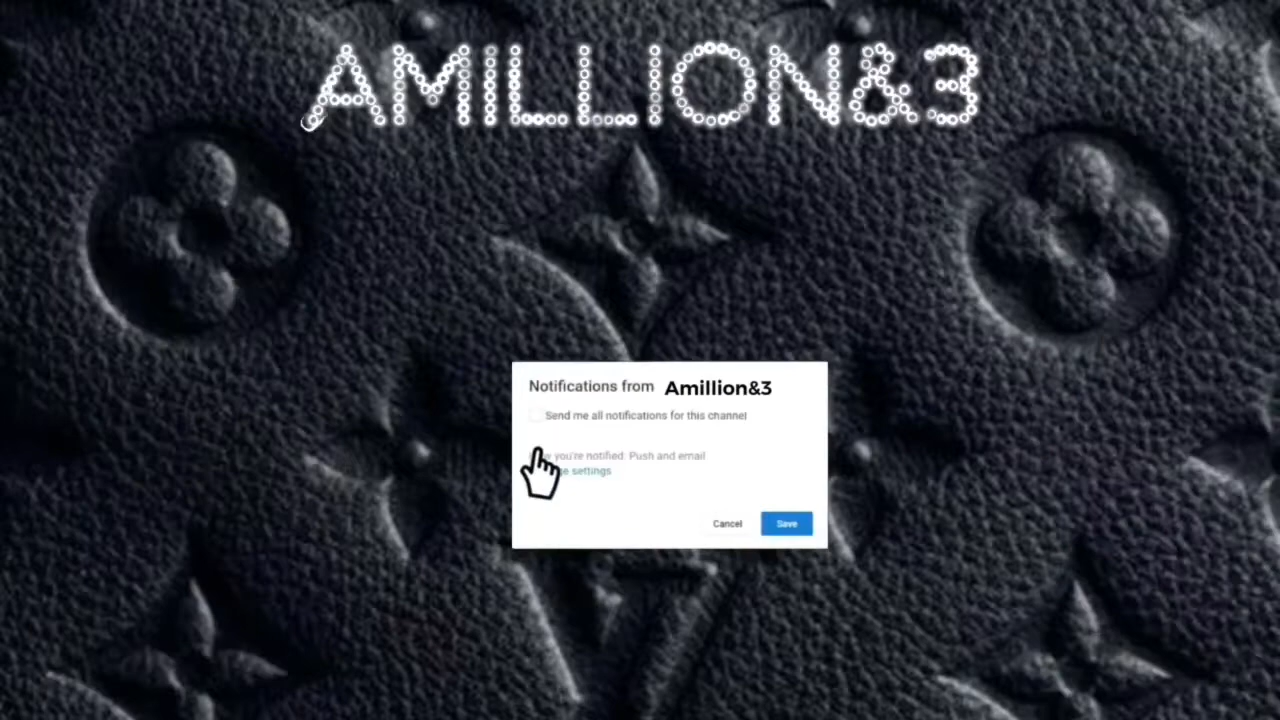 AMILLION&3
Notifications from Amillion&3
Send me all notifications for this channel
you're notified: Push and email
settings
Cancel
Save